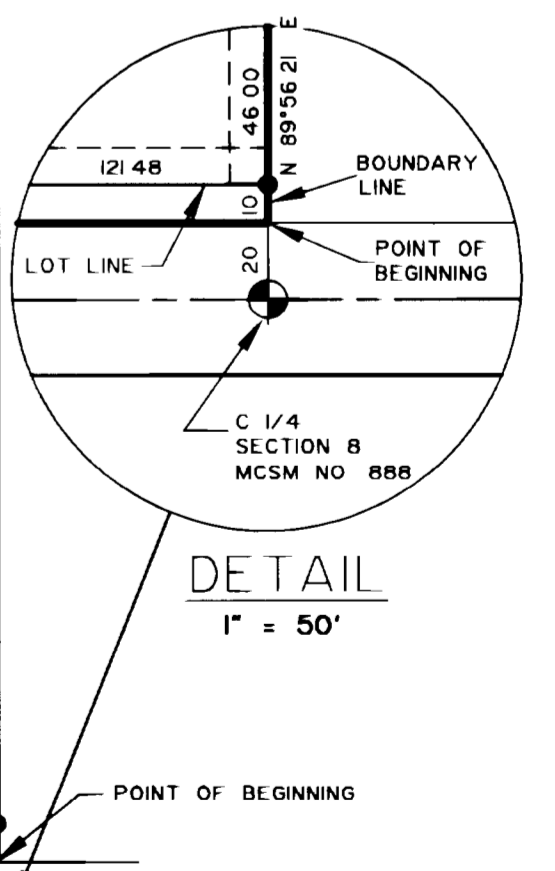 N 89°56 21 E
46 00
121 48
BOUNDARY
LINE
10
LOT LINE
20
POINT OF
BEGINNING
C 1/4
SECTION 8
MCSM NO 888
DETAIL
1" = 50'
POINT OF BEGINNING